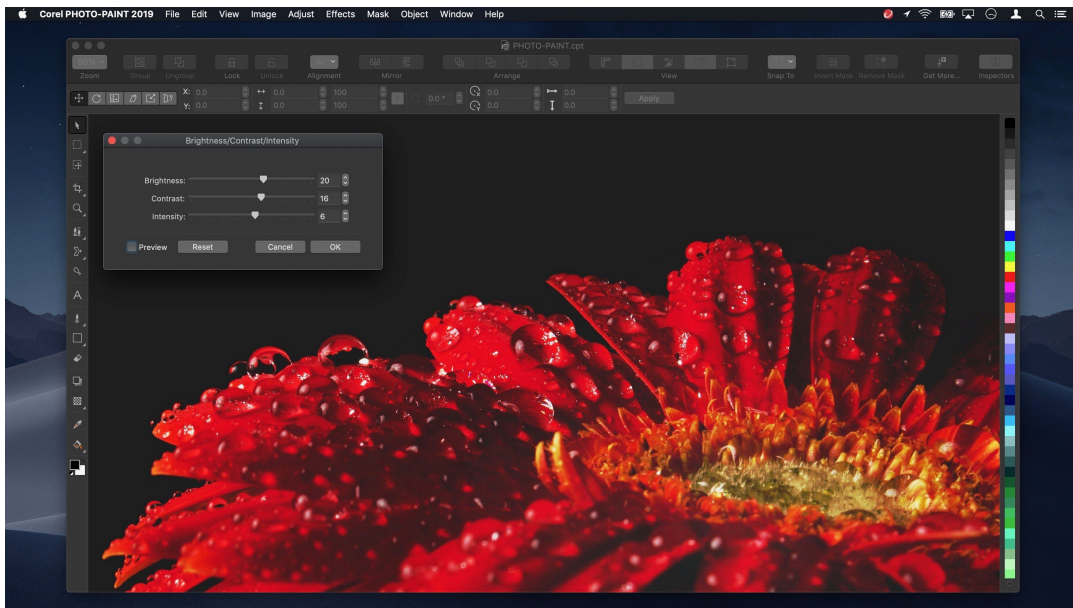 Corel PHOTO-PAINT 2019 File Edit View Image Adjust Effects Mask Object Window Help
PHOTO-PAINT.cpt
98%
Zoom Group Ungroup Lock Unlock Alignment Mirror Arrange View Snap To Invert Mask Remove Mask Get More... Inspectors
X: 0.0 0.0 100 0.0 ° 0.0 0.0 Apply
Y: 0.0 0.0 100 0.0 0.0
Brightness/Contrast/Intensity
Brightness: 20
Contrast: 16
Intensity: 6
Preview Reset Cancel OK